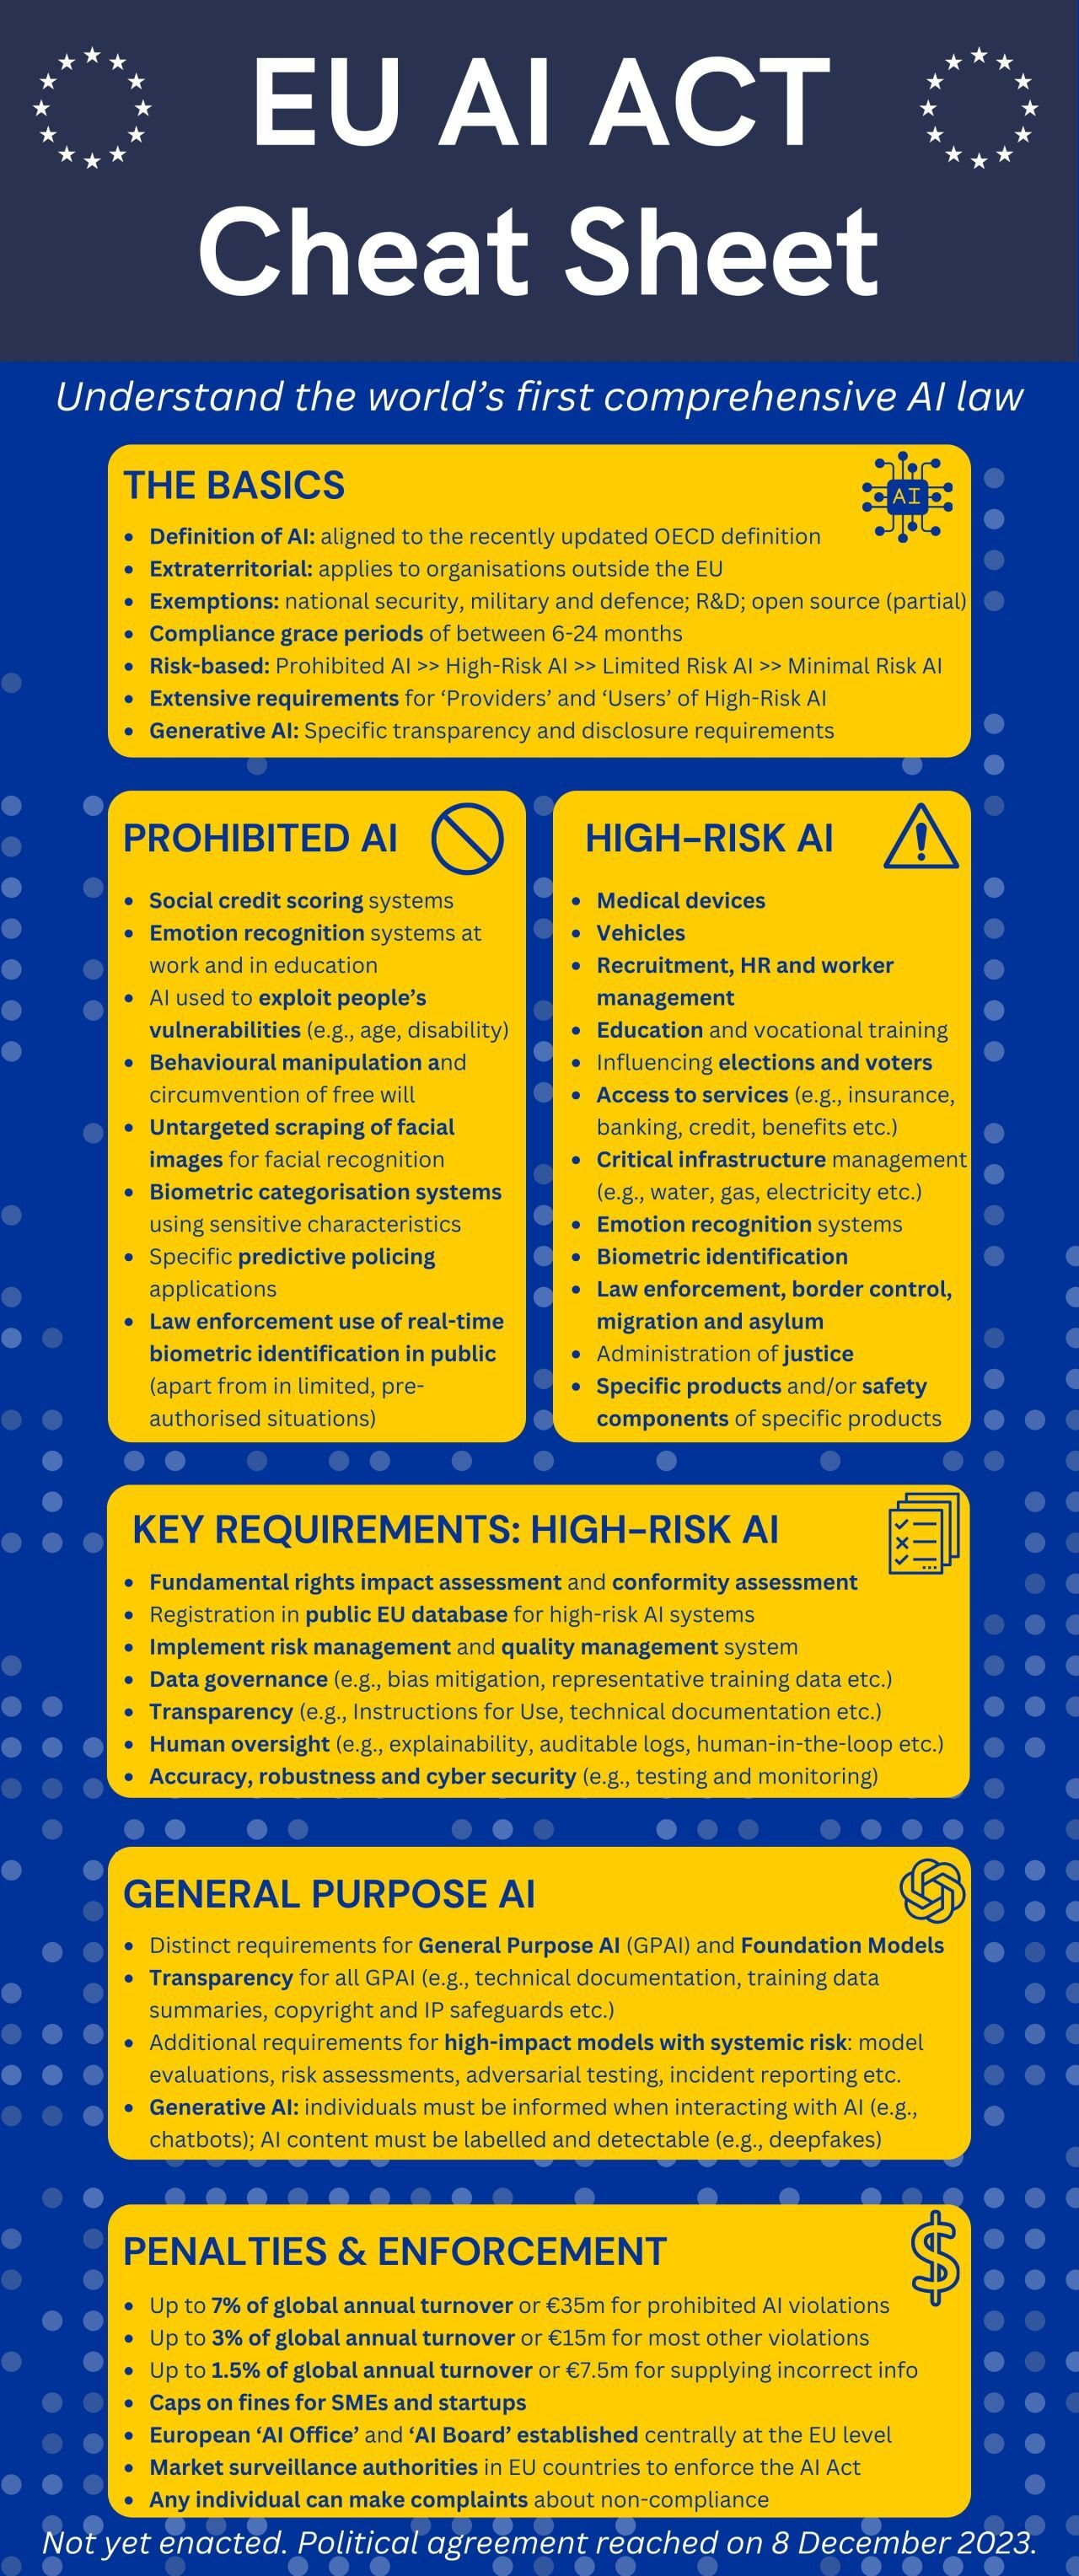 EU AI ACT
Cheat Sheet
Understand the world's first comprehensive AI law
THE BASICS
AI
• Definition of AI: aligned to the recently updated OECD definition
• Extraterritorial: applies to organisations outside the EU
• Exemptions: national security, military and defence; R&D; open source (partial)
• Compliance grace periods of between 6-24 months
• Risk-based: Prohibited AI >> High-Risk AI >> Limited Risk AI >> Minimal Risk AI
• Extensive requirements for ‘Providers’ and ‘Users’ of High-Risk AI
• Generative AI: Specific transparency and disclosure requirements
PROHIBITED AI
• Social credit scoring systems
• Emotion recognition systems at
work and in education
• AI used to exploit people’s
vulnerabilities (e.g., age, disability)
• Behavioural manipulation and
circumvention of free will
• Untargeted scraping of facial
images for facial recognition
• Biometric categorisation systems
using sensitive characteristics
• Specific predictive policing
applications
• Law enforcement use of real-time
biometric identification in public
(apart from in limited, pre-
authorised situations)
HIGH-RISK AI
• Medical devices
• Vehicles
• Recruitment, HR and worker
management
• Education and vocational training
• Influencing elections and voters
• Access to services (e.g., insurance,
banking, credit, benefits etc.)
• Critical infrastructure management
(e.g., water, gas, electricity etc.)
• Emotion recognition systems
• Biometric identification
• Law enforcement, border control,
migration and asylum
• Administration of justice
• Specific products and/or safety
components of specific products
KEY REQUIREMENTS: HIGH-RISK AI
• Fundamental rights impact assessment and conformity assessment
• Registration in public EU database for high-risk AI systems
• Implement risk management and quality management system
• Data governance (e.g., bias mitigation, representative training data etc.)
• Transparency (e.g., Instructions for Use, technical documentation etc.)
• Human oversight (e.g., explainability, auditable logs, human-in-the-loop etc.)
• Accuracy, robustness and cyber security (e.g., testing and monitoring)
GENERAL PURPOSE AI
• Distinct requirements for General Purpose AI (GPAI) and Foundation Models
• Transparency for all GPAI (e.g., technical documentation, training data
summaries, copyright and IP safeguards etc.)
• Additional requirements for high-impact models with systemic risk: model
evaluations, risk assessments, adversarial testing, incident reporting etc.
• Generative AI: individuals must be informed when interacting with AI (e.g.,
chatbots); AI content must be labelled and detectable (e.g., deepfakes)
PENALTIES & ENFORCEMENT
$
• Up to 7% of global annual turnover or €35m for prohibited AI violations
• Up to 3% of global annual turnover or €15m for most other violations
• Up to 1.5% of global annual turnover or €7.5m for supplying incorrect info
• Caps on fines for SMEs and startups
• European ‘AI Office’ and ‘AI Board’ established centrally at the EU level
• Market surveillance authorities in EU countries to enforce the AI Act
• Any individual can make complaints about non-compliance
Not yet enacted. Political agreement reached on 8 December 2023.